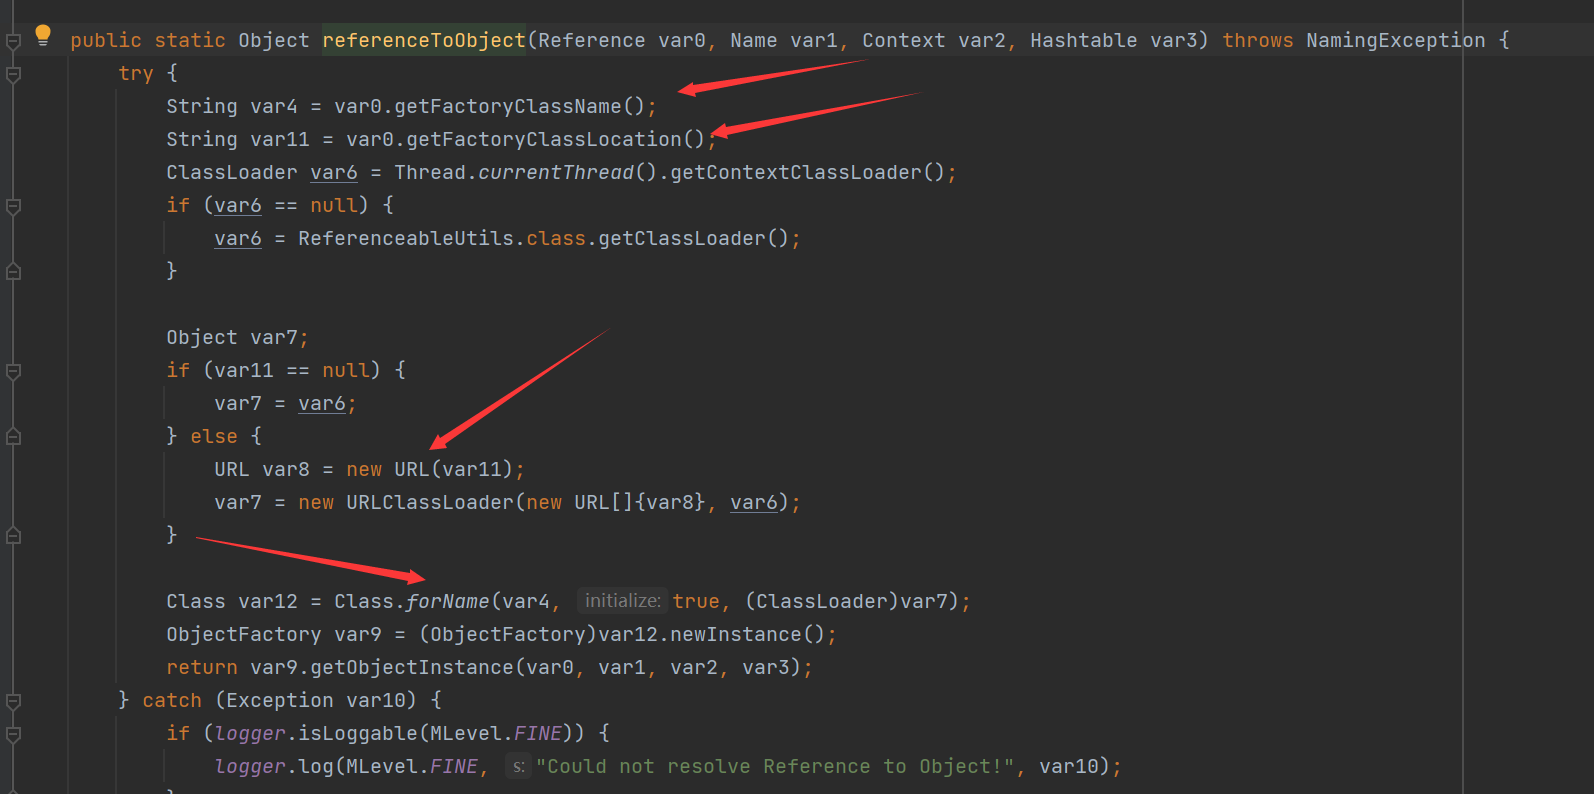 public static Object referenceToObject(Reference var0, Name var1, Context var2, Hashtable var3) throws NamingException {
try {
String var4 = var0.getFactoryClassName();
String var11 = var0.getFactoryClassLocation();
ClassLoader var6 = Thread.currentThread().getContextClassLoader();
if (var6 == null) {
var6 = ReferenceableUtils.class.getClassLoader();
}
Object var7;
if (var11 == null) {
var7 = var6;
} else {
URL var8 = new URL(var11);
var7 = new URLClassLoader(new URL[]{var8}, var6);
}
Class var12 = Class.forName(var4, initialize: true, (ClassLoader)var7);
ObjectFactory var9 = (ObjectFactory)var12.newInstance();
return var9.getObjectInstance(var0, var1, var2, var3);
} catch (Exception var10) {
if (logger.isLoggable(MLevel.FINE)) {
logger.log(MLevel.FINE, s: "Could not resolve Reference to Object!", var10);
}